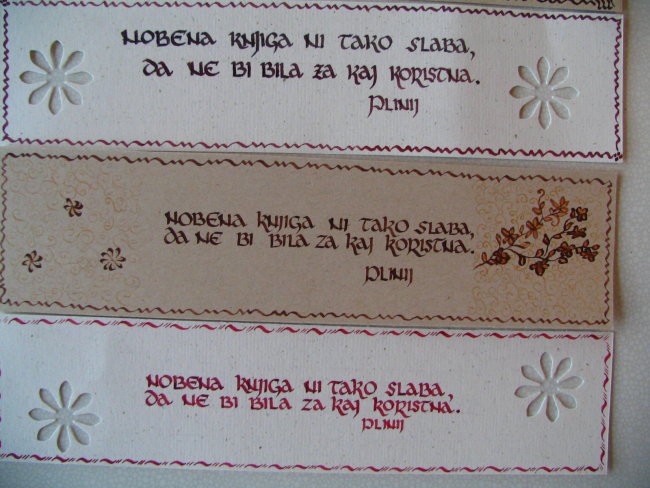 NOBENA KNJIGA NI TAKO SLABA,
DA NE BI BILA ZA KAJ KORISTNA.
PLINIJ
NOBENA KNJIGA NI TAKO SLABA,
DA NE BI BILA ZA KAJ KORISTNA.
PLINIJ
NOBENA KNJIGA NI TAKO SLABA,
DA NE BI BILA ZA KAJ KORISTNA.
PLINIJ